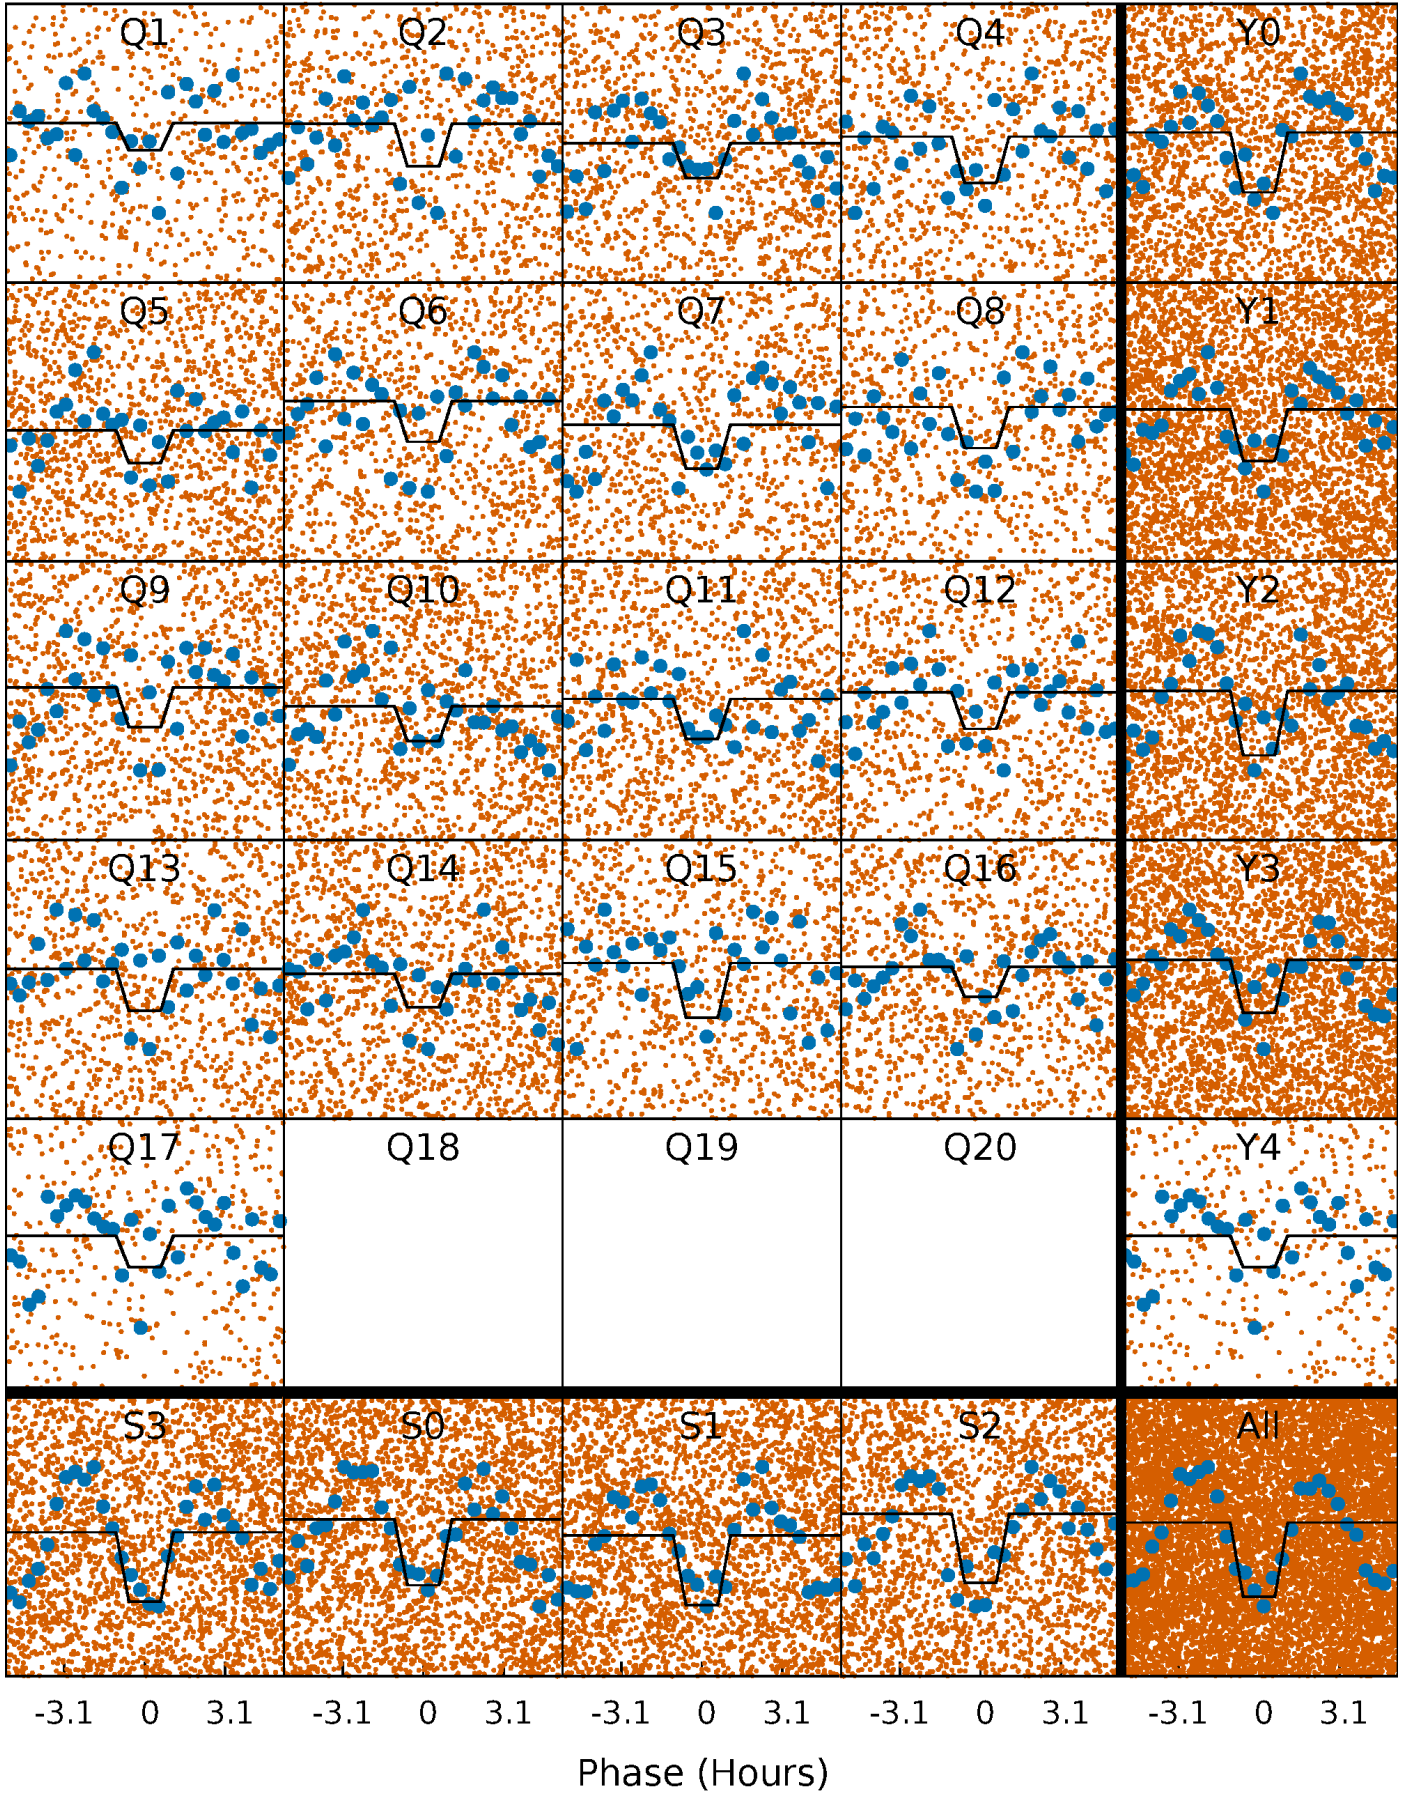 Q1 Q2 Q3 Q4 Y0
Q5 Q6 Q7 Q8 Y1
Q9 Q10 Q11 Q12 Y2
Q13 Q14 Q15 Q16 Y3
Q17 Q18 Q19 Q20 Y4
S3 S0 S1 S2 All
-3.1 0 3.1 -3.1 0 3.1 -3.1 0 3.1 -3.1 0 3.1 -3.1 0 3.1
Phase (Hours)